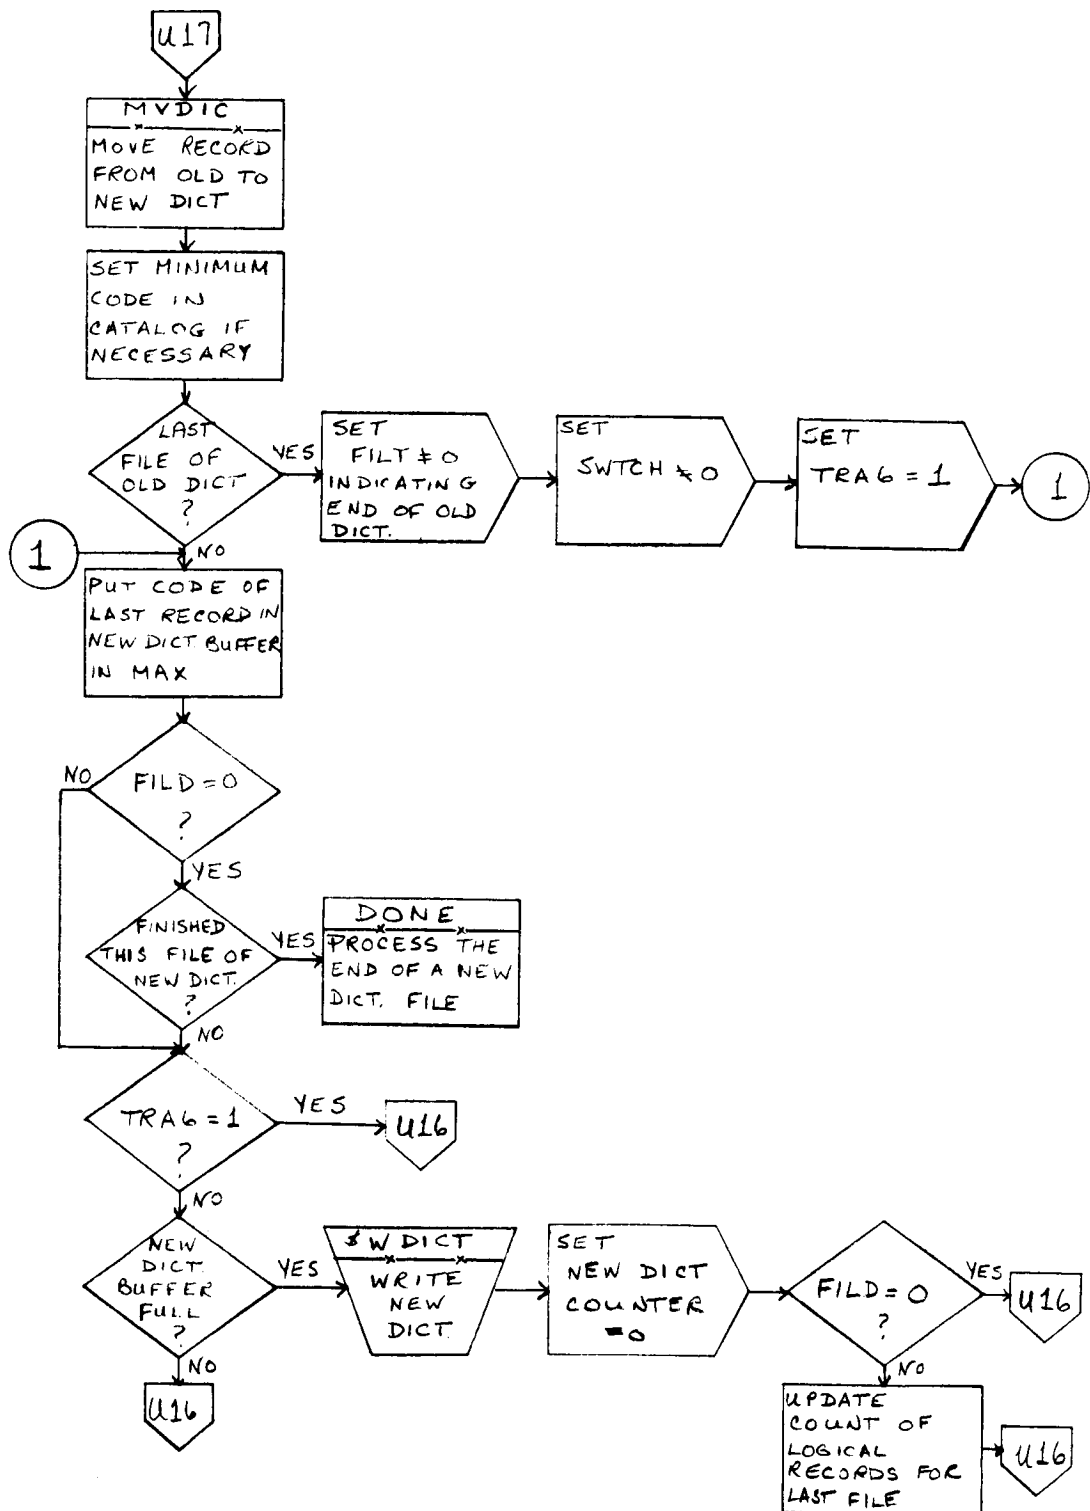 U17
MVDIC
MOVE RECORD
FROM OLD TO
NEW DICT
SET MINIMUM
CODE IN
CATALOG IF
NECESSARY
LAST
FILE OF
OLD DICT
?
YES
SET
FILT ≠ 0
INDICATING
END OF OLD
DICT.
SET
SWTCH ≠ 0
SET
TRA6 = 1
1
1
NO
PUT CODE OF
LAST RECORD IN
NEW DICT. BUFFER
IN MAX
FILD = 0
?
NO
YES
FINISHED
THIS FILE OF
NEW DICT.
?
YES
DONE
PROCESS THE
END OF A NEW
DICT. FILE
NO
TRA6 = 1
?
YES
U16
NO
NEW
DICT.
BUFFER
FULL
?
YES
$ W DICT
WRITE
NEW
DICT.
SET
NEW DICT
COUNTER
= 0
FILD = 0
?
YES
U16
NO
U16
NO
UPDATE
COUNT OF
LOGICAL
RECORDS FOR
LAST FILE
U16